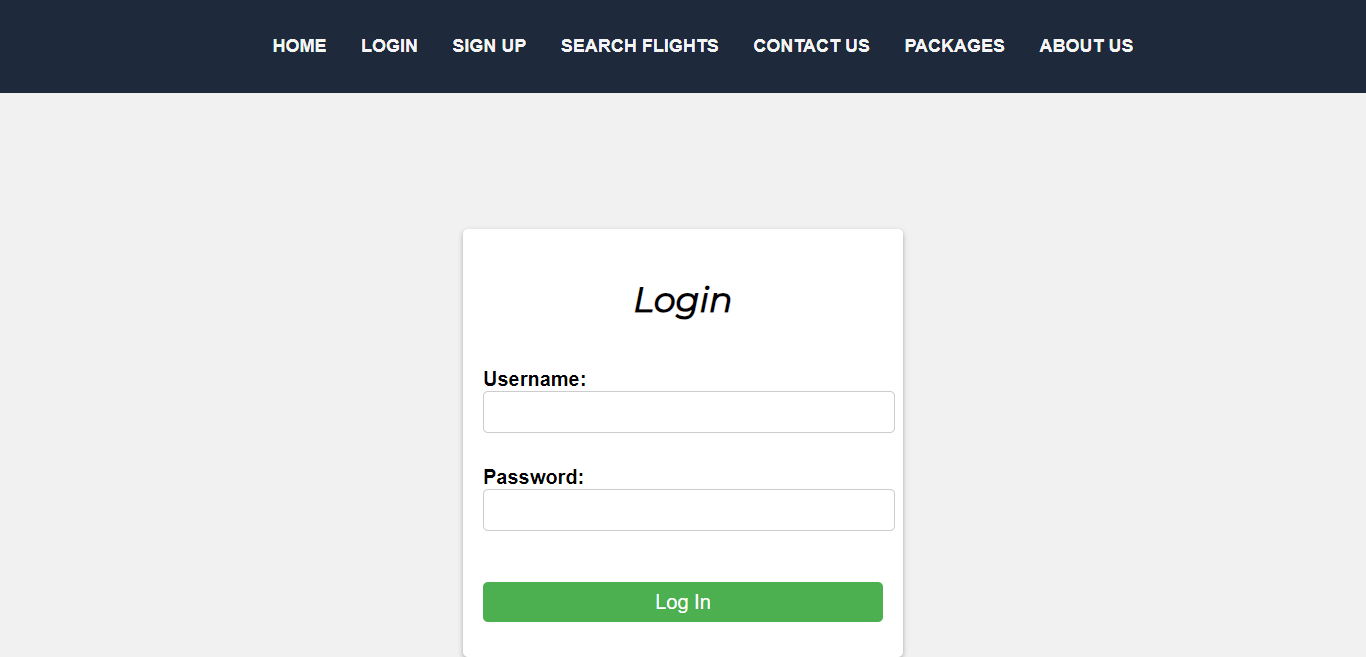 HOME LOGIN SIGN UP SEARCH FLIGHTS CONTACT US PACKAGES ABOUT US
Login
Username:
Password:
Log In